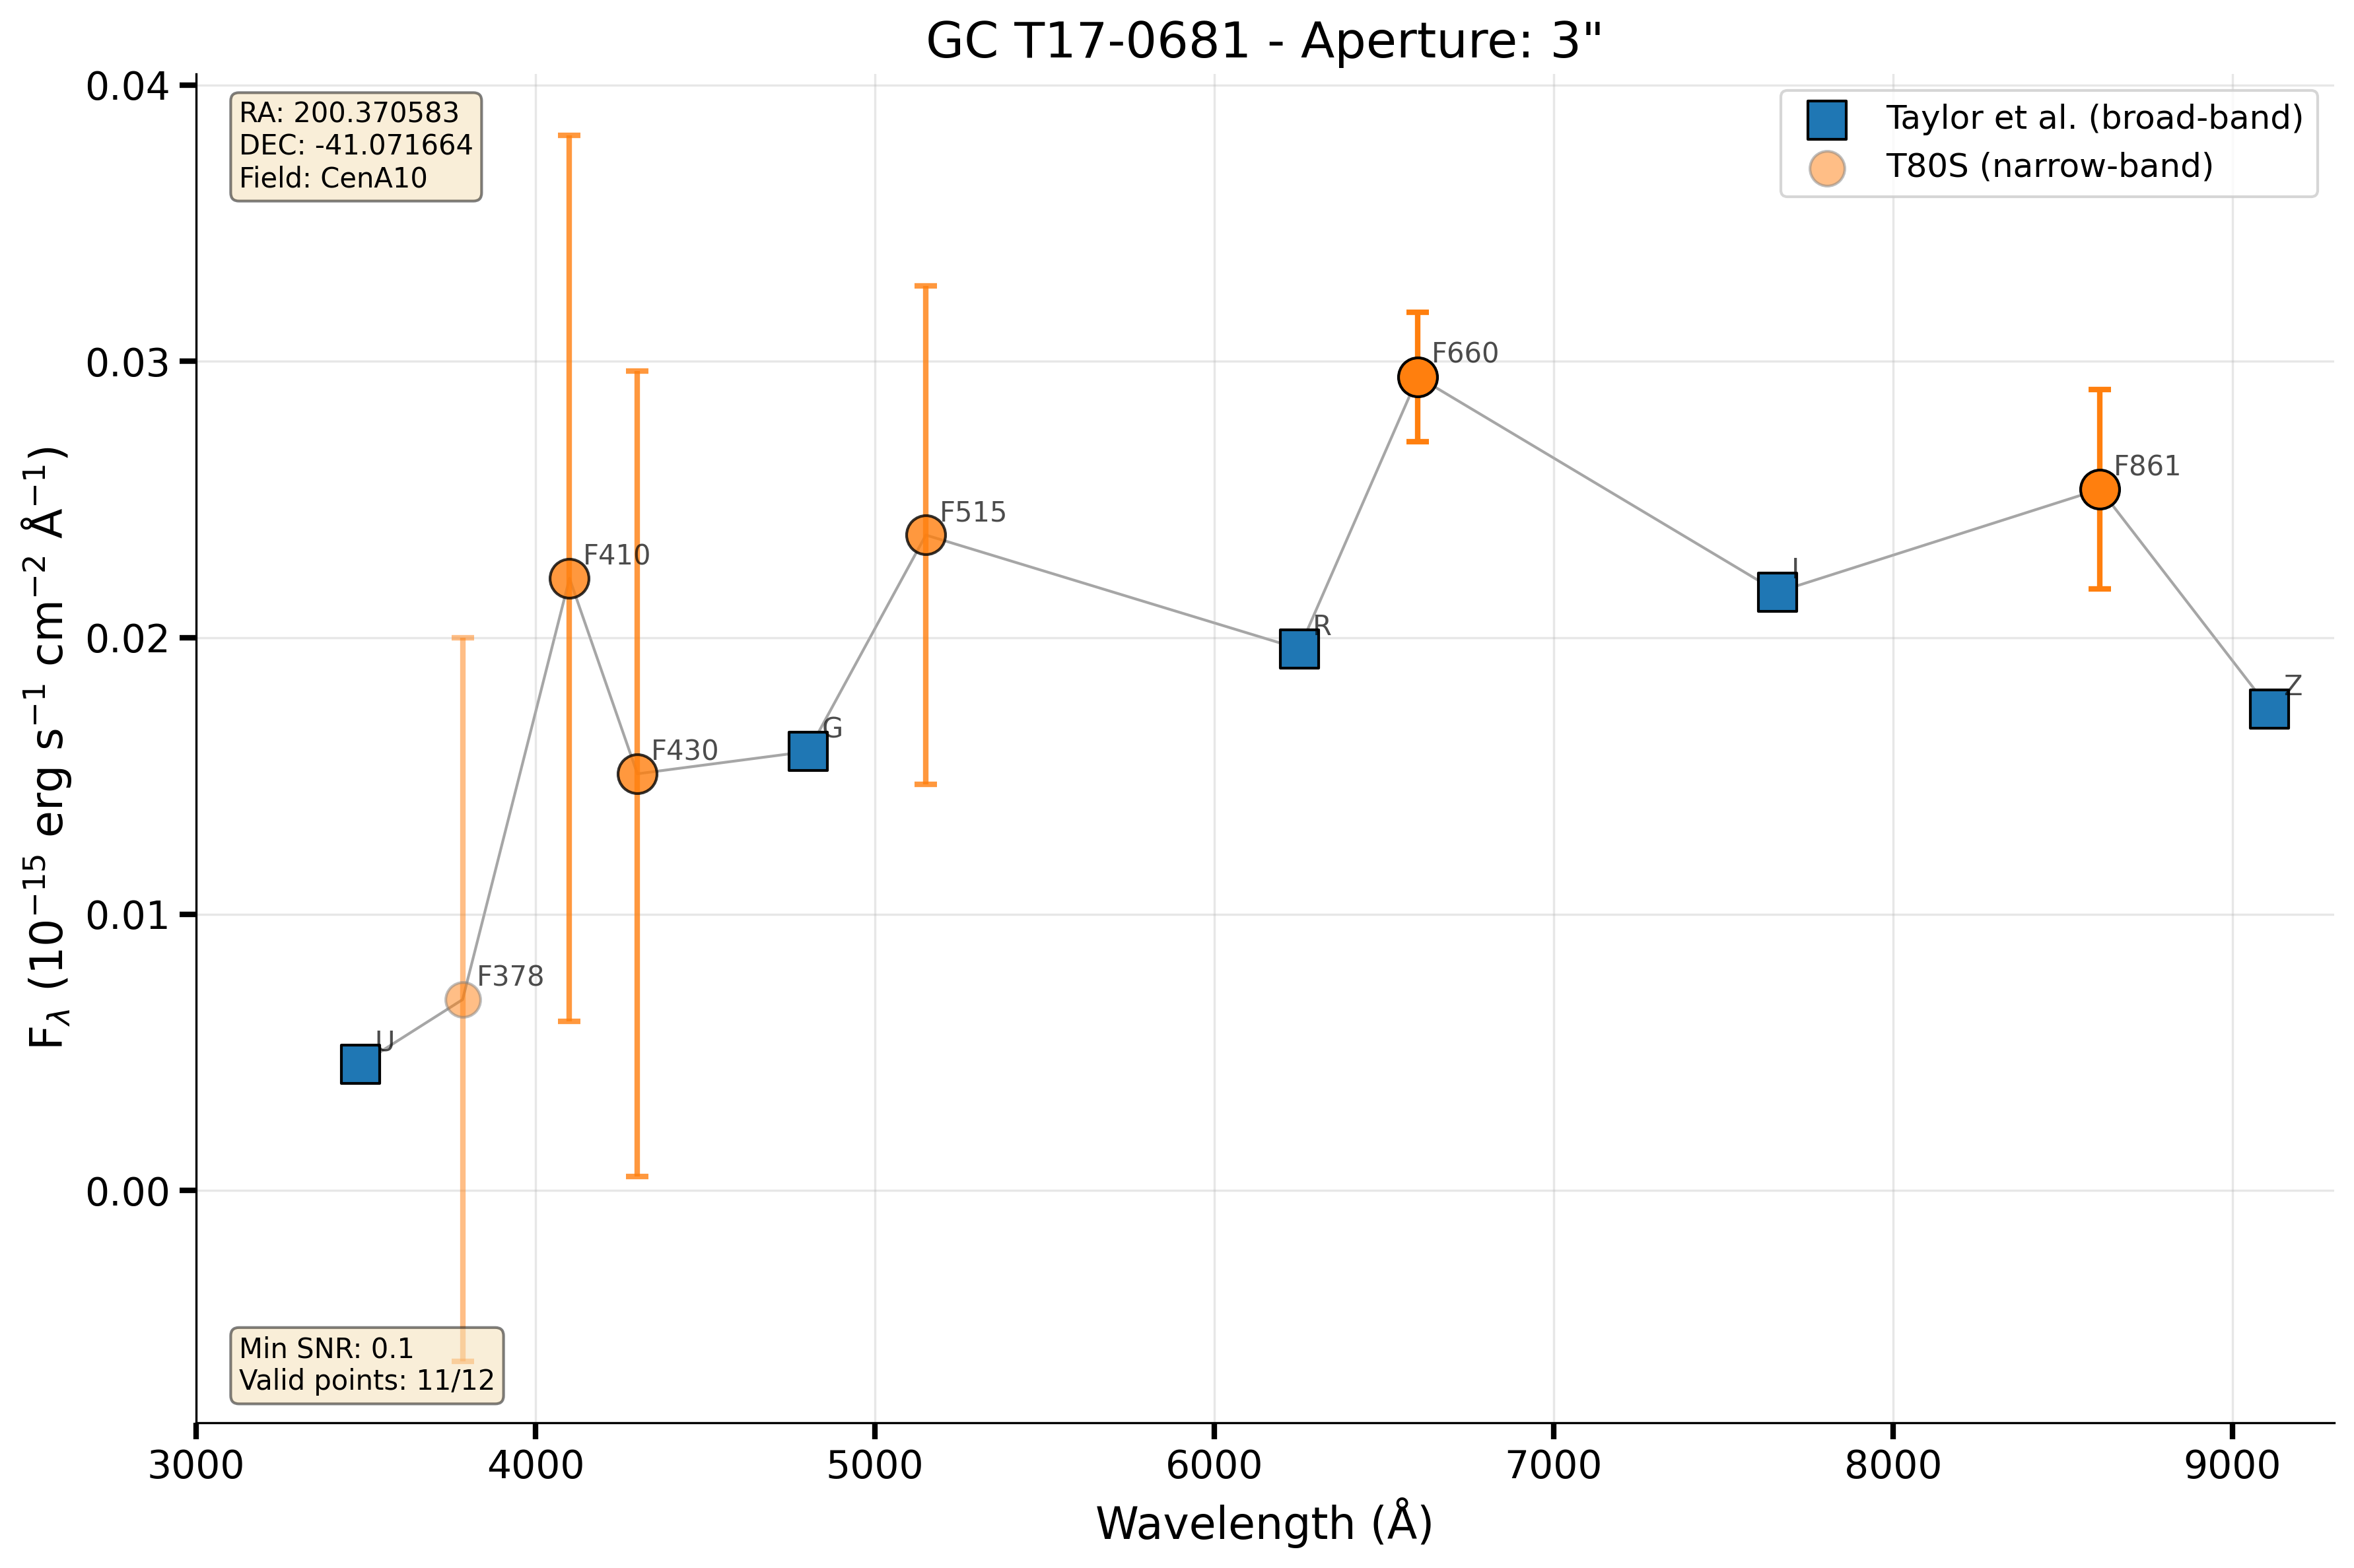 GC T17-0681 - Aperture: 3"
RA: 200.370583
DEC: -41.071664
Field: CenA10
Taylor et al. (broad-band)
T80S (narrow-band)
0.04
0.03
0.02
0.01
0.00
F660
F861
F515
F410
I
R
Z
G
F430
F378
U
Min SNR: 0.1
Valid points: 11/12
3000
4000
5000
6000
7000
8000
9000
Wavelength (Å)
F_λ (10⁻¹⁵ erg s⁻¹ cm⁻² Å⁻¹)